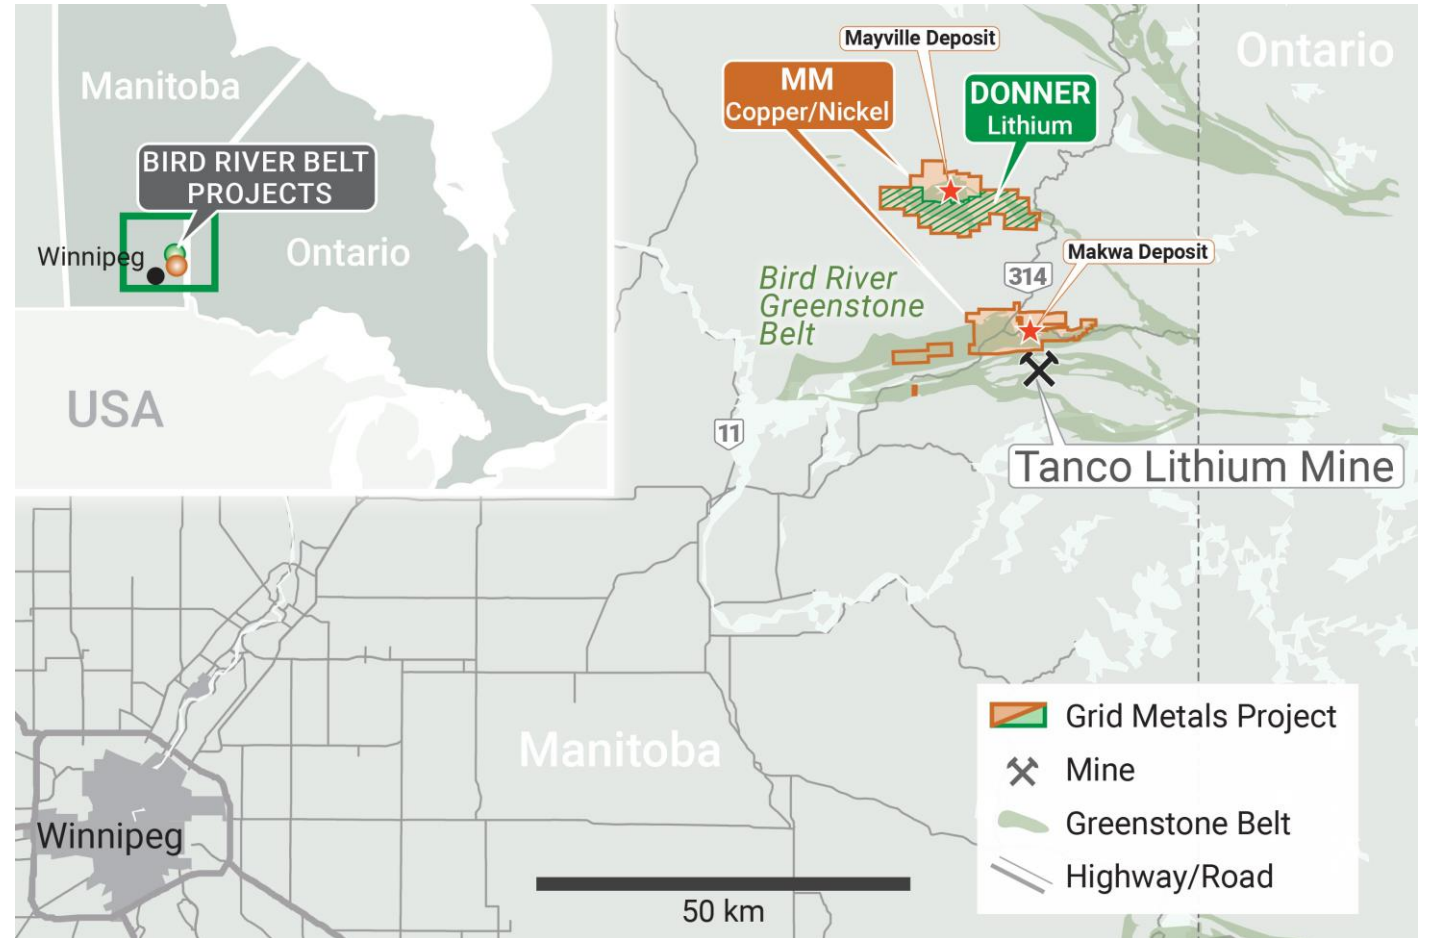 Manitoba
BIRD RIVER BELT
PROJECTS
Winnipeg
Ontario
USA
Mayville Deposit
MM
Copper/Nickel
DONNER
Lithium
Ontario
Makwa Deposit
314
Bird River
Greenstone
Belt
11
Tanco Lithium Mine
Manitoba
Winnipeg
50 km
Grid Metals Project
Mine
Greenstone Belt
Highway/Road